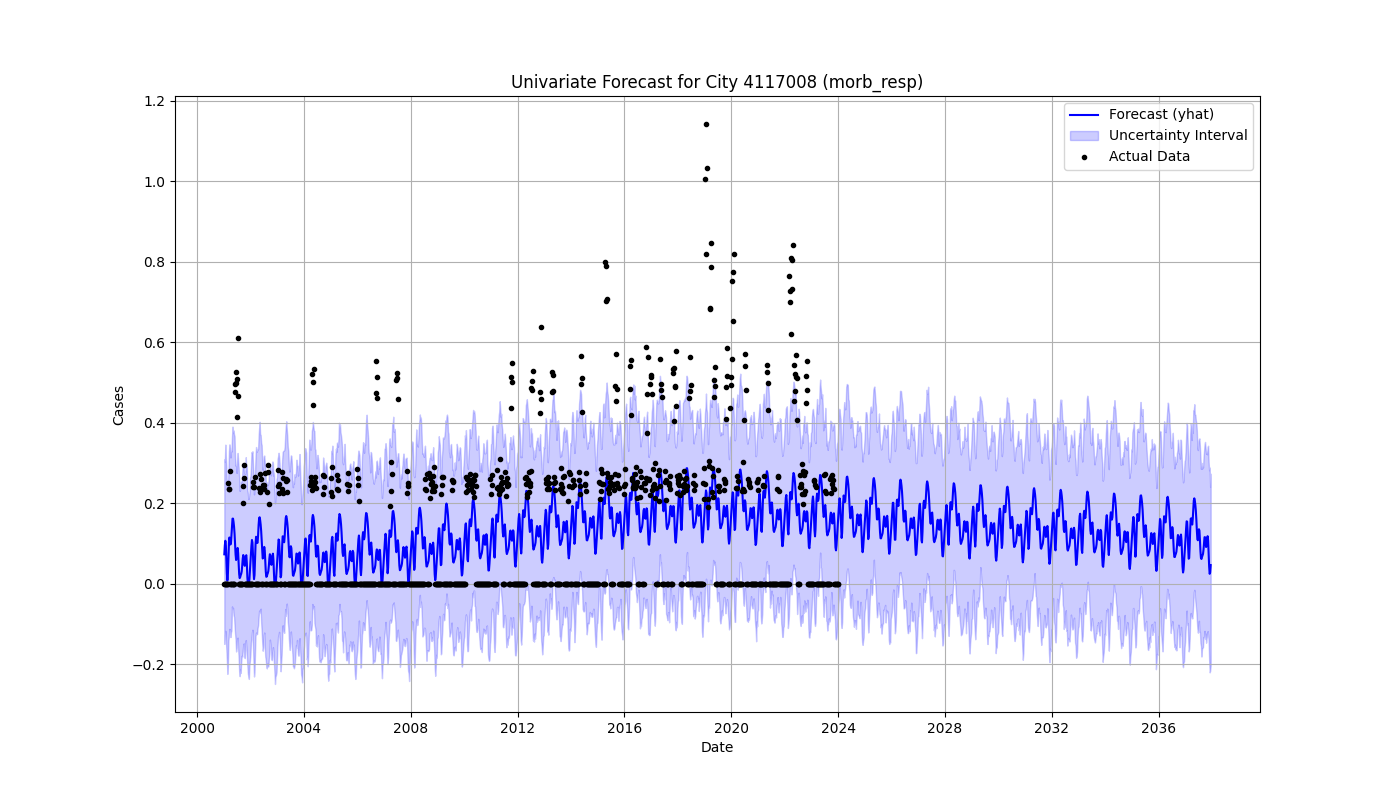 Univariate Forecast for City 4117008 (morb_resp)
Forecast (yhat)
Uncertainty Interval
Actual Data
Cases
1.2
1.0
0.8
0.6
0.4
0.2
0.0
−0.2
2000 2004 2008 2012 2016 2020 2024 2028 2032 2036
Date